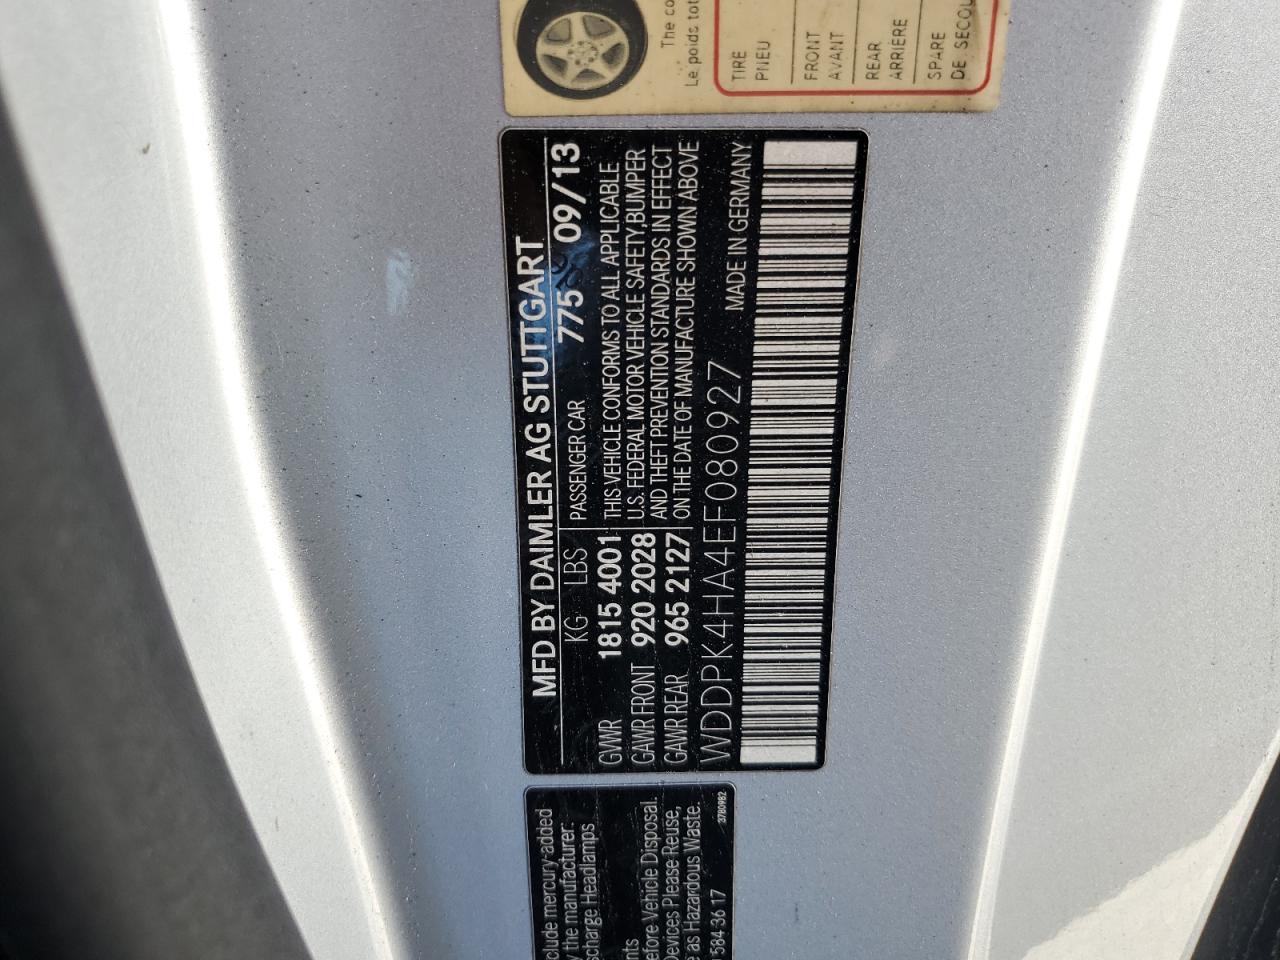 The co
Le poids tot
TIRE
PNEU
FRONT
AVANT
REAR
ARRIÈRE
SPARE
DE SECOU
MFD BY DAIMLER AG STUTTGART
KG LBS PASSENGER CAR 775 09/13
GVWR 1815 4001 THIS VEHICLE CONFORMS TO ALL APPLICABLE
GAWR FRONT 920 2028 U.S. FEDERAL MOTOR VEHICLE SAFETY,BUMPER
GAWR REAR 965 2127 AND THEFT PREVENTION STANDARDS IN EFFECT
ON THE DATE OF MANUFACTURE SHOWN ABOVE
WDDPK4HA4EF080927 MADE IN GERMANY
clude mercury-added
y the manufacturer:
scharge Headlamps
nts
efore Vehicle Disposal.
Devices Please Reuse,
e as Hazardous Waste.
584 36 17
3780982